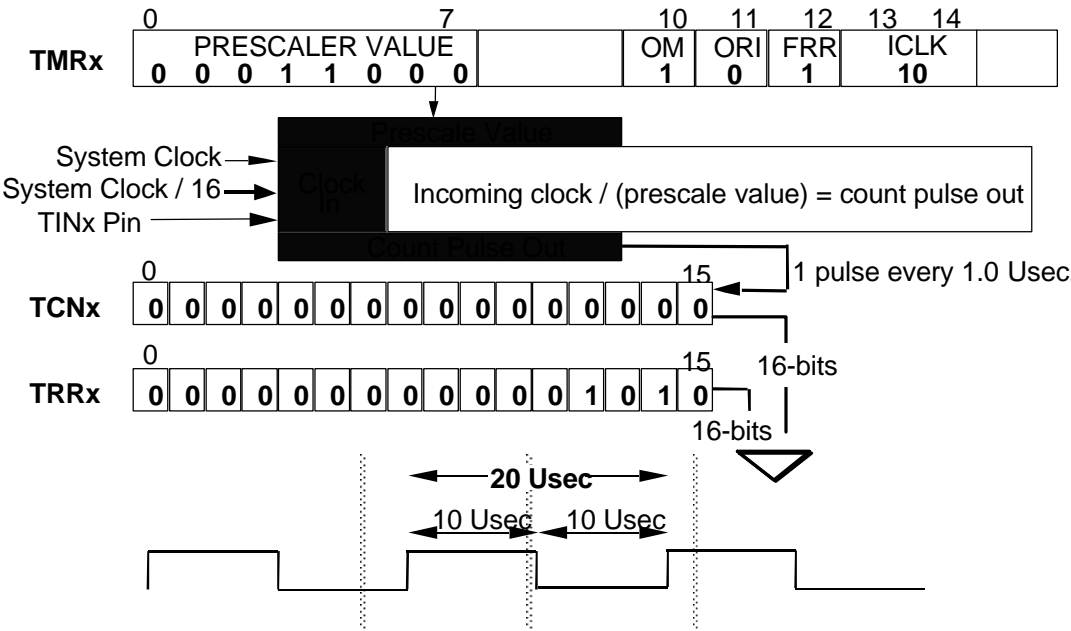 0 7 10 11 12 13 14
TMRx PRESCALER VALUE OM ORI FRR ICLK
0 0 0 1 1 0 0 0 1 0 1 10
Prescale Value
System Clock
System Clock / 16
TINx Pin
Clock
In
Incoming clock / (prescale value) = count pulse out
Count Pulse Out
1 pulse every 1.0 Usec
0 15
TCNx 0 0 0 0 0 0 0 0 0 0 0 0 0 0 0 0
16-bits
0 15
TRRx 0 0 0 0 0 0 0 0 0 0 0 0 1 0 1 0
16-bits
20 Usec
10 Usec 10 Usec